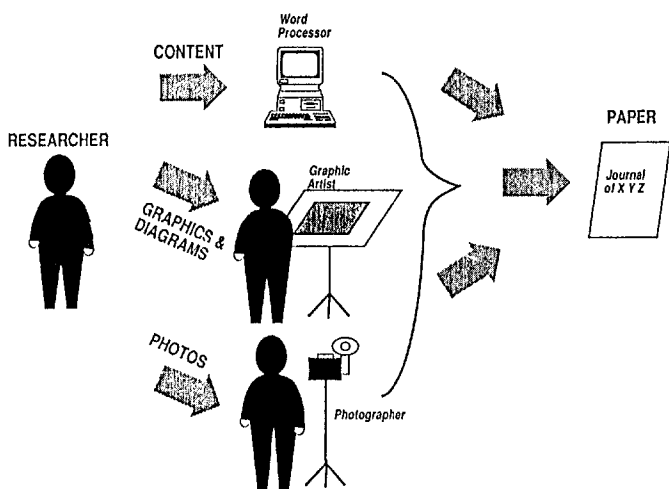 Word
Processor
CONTENT
PAPER
RESEARCHER
Journal
of X Y Z
Graphic
Artist
GRAPHICS &
DIAGRAMS
PHOTOS
Photographer